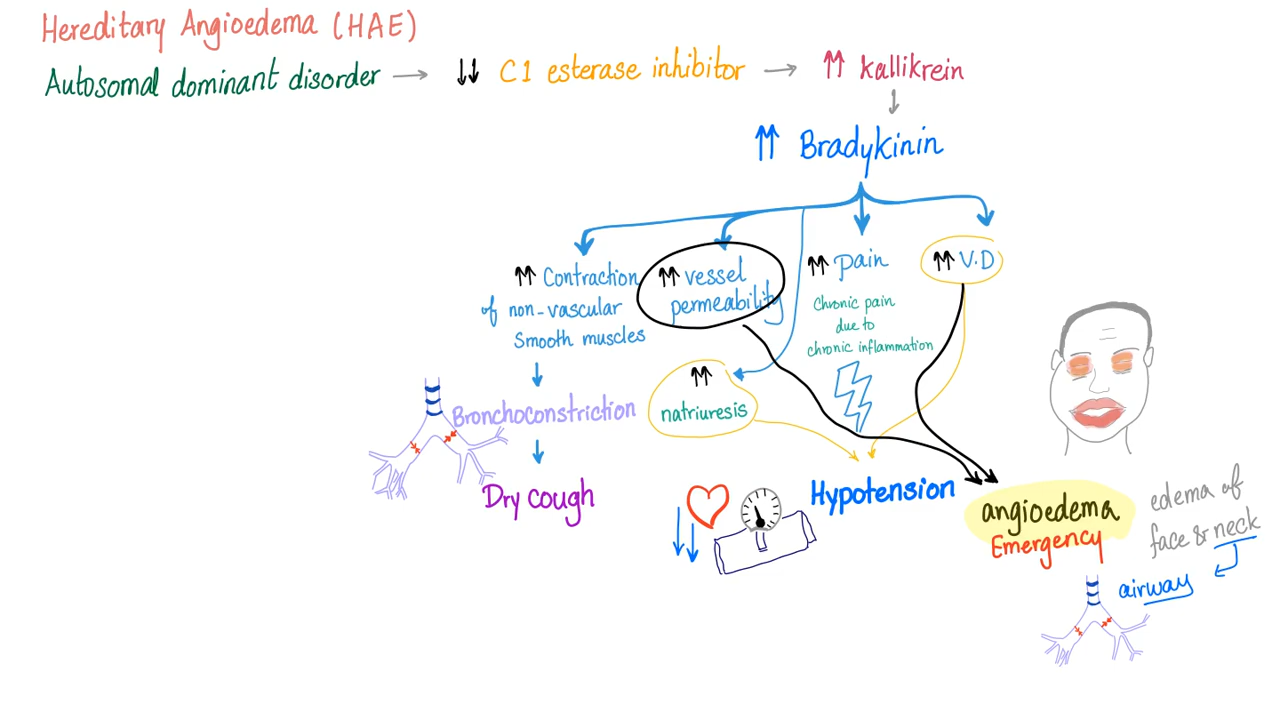 Hereditary Angioedema (HAE)
Autosomal dominant disorder → ↓↓ C1 esterase inhibitor → ↑↑ kallikrein
↑↑ Bradykinin
↑↑ Contraction
of non-vascular
Smooth muscles
↑↑ vessel
permeability
↑↑ pain
Chronic pain
due to
chronic inflammation
↑↑ V.D
↑↑
natriuresis
Bronchoconstriction
Dry cough
Hypotension
angioedema
Emergency
edema of
face & neck
airway